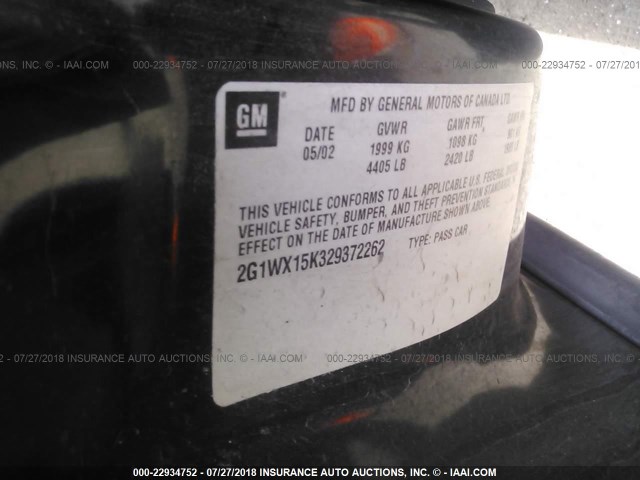 000-22934752 - 07/27/2018 INSURANCE AUTO AUCTIONS, INC. - © IAAI.COM
GM
MFD BY GENERAL MOTORS OF CANADA LTD
DATE GVWR GAWR FRT
05/02 1999 KG 1098 KG
4405 LB 2420 LB
THIS VEHICLE CONFORMS TO ALL APPLICABLE U.S. FEDERAL
VEHICLE SAFETY, BUMPER, AND THEFT PREVENTION STANDARDS
EFFECT ON THE DATE OF MANUFACTURE SHOWN ABOVE.
2G1WX15K329372262 TYPE: PASS CAR
000-22934752 - 07/27/2018 INSURANCE AUTO AUCTIONS, INC. - © IAAI.COM
000-22934752 - 07/27/2018 INSURANCE AUTO AUCTIONS, INC. - © IAAI.COM